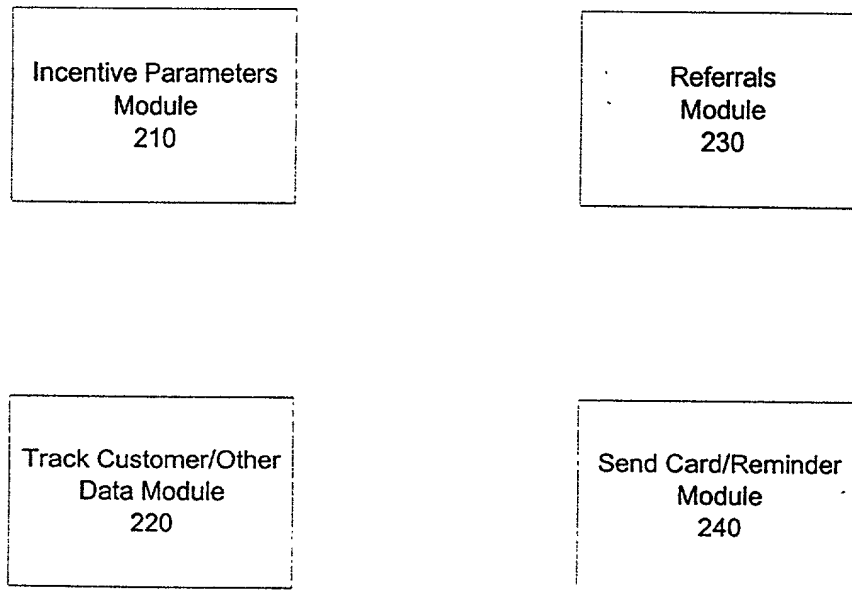 Incentive Parameters
Module
210
Referrals
Module
230
Track Customer/Other
Data Module
220
Send Card/Reminder
Module
240